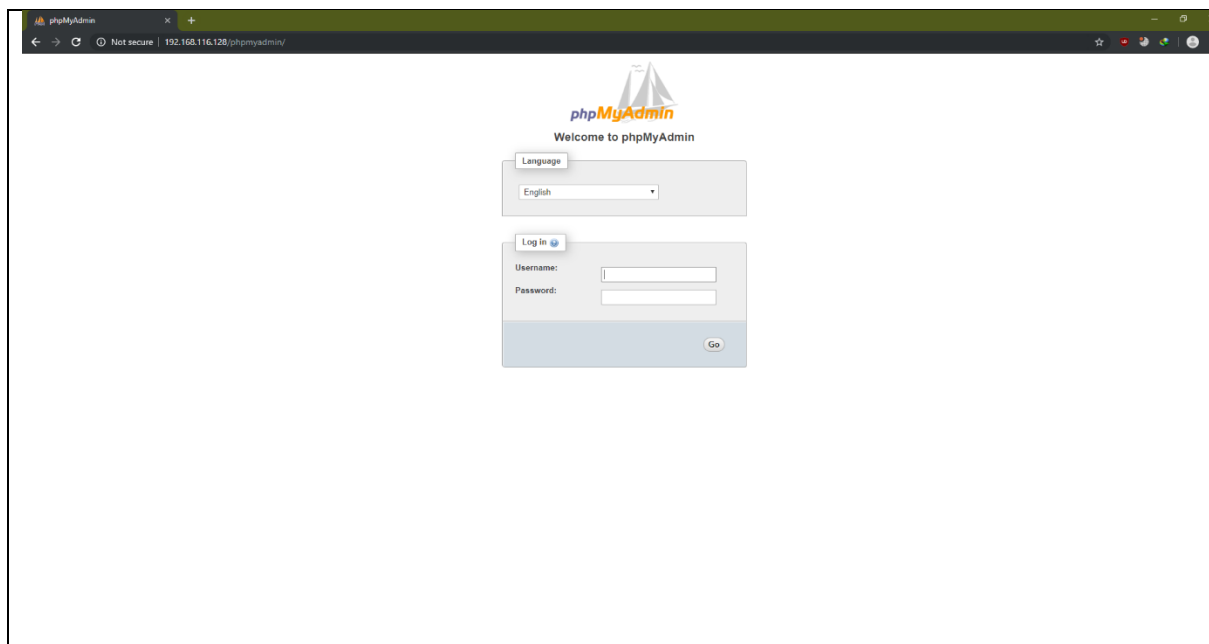 phpMyAdmin
Not secure | 192.168.116.128/phpmyadmin/
phpMyAdmin
Welcome to phpMyAdmin
Language
English
Log in
Username:
Password:
Go